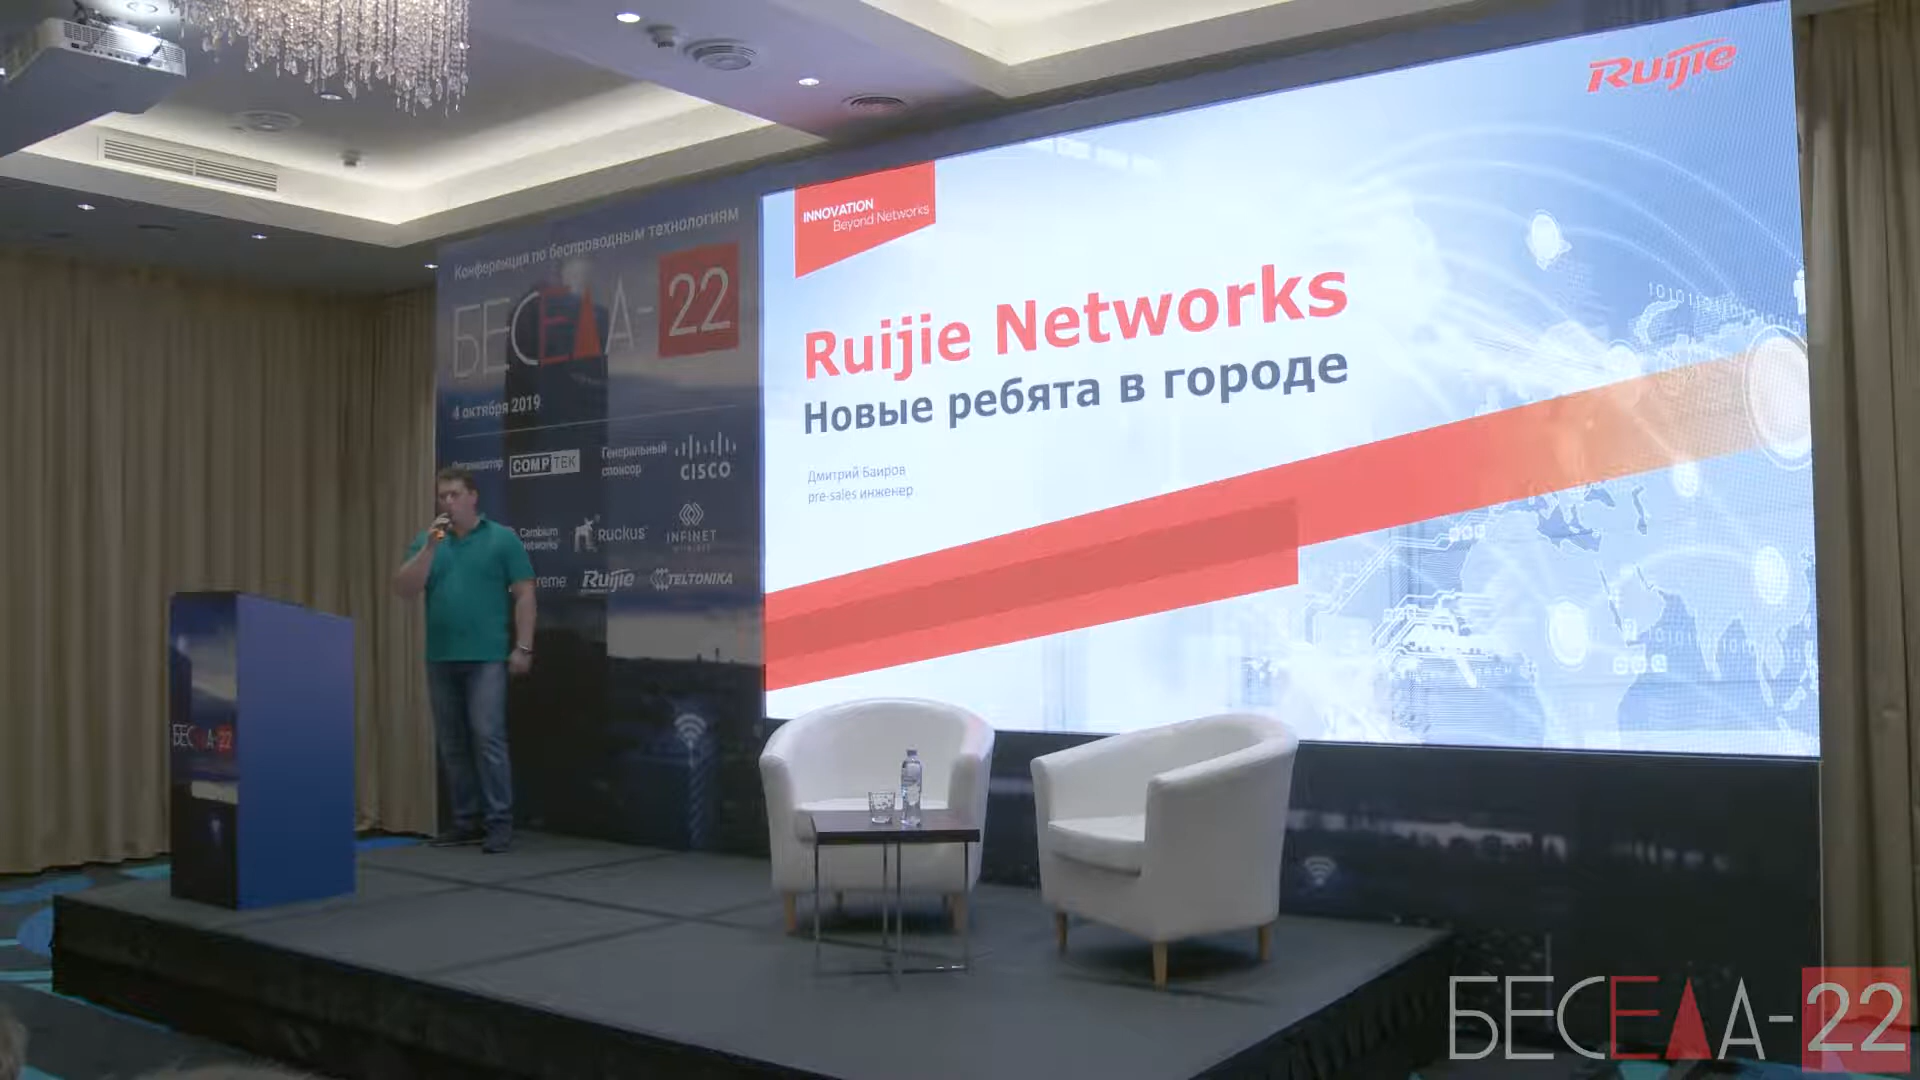 Конференция по беспроводным технологиям
БЕСЕДА-22
4 октября 2019
Организатор
COMPTEK
Генеральный
спонсор
CISCO
Cambium
Networks
RUCKUS
INFINET
WIRELESS
reme
Ruijie
TELTONIKA
INNOVATION
Beyond Networks
Ruijie
Ruijie Networks
Новые ребята в городе
Дмитрий Баиров
pre-sales инженер
БЕСЕДА-22
БЕСЕДА-22